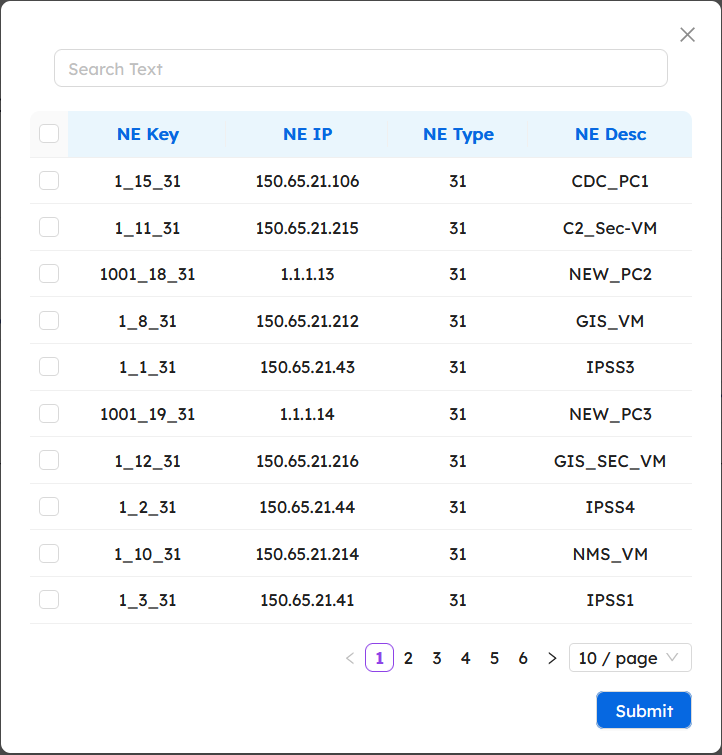 Search Text
NE Key NE IP NE Type NE Desc
1_15_31 150.65.21.106 31 CDC_PC1
1_11_31 150.65.21.215 31 C2_Sec-VM
1001_18_31 1.1.1.13 31 NEW_PC2
1_8_31 150.65.21.212 31 GIS_VM
1_1_31 150.65.21.43 31 IPSS3
1001_19_31 1.1.1.14 31 NEW_PC3
1_12_31 150.65.21.216 31 GIS_SEC_VM
1_2_31 150.65.21.44 31 IPSS4
1_10_31 150.65.21.214 31 NMS_VM
1_3_31 150.65.21.41 31 IPSS1
1 2 3 4 5 6 10 / page
Submit